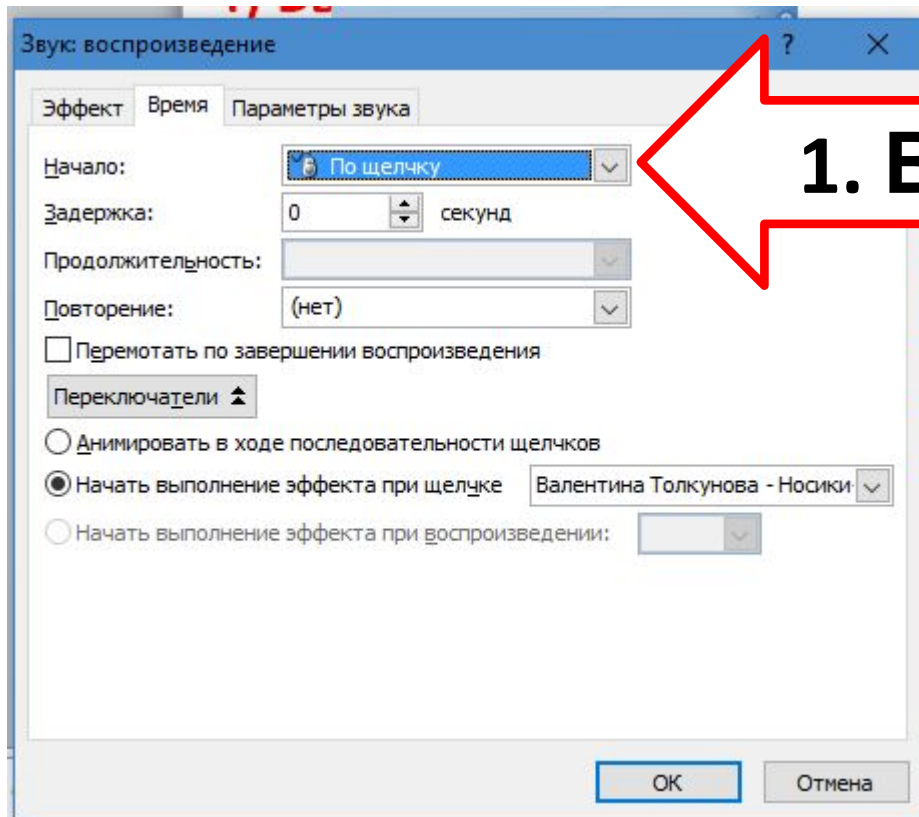 Звук: воспроизведение ? X
Эффект Время Параметры звука
Начало: По щелчку
1. В
Задержка: 0 секунд
Продолжительность:
Повторение: (нет)
Перемотать по завершении воспроизведения
Переключатели
Анимировать в ходе последовательности щелчков
Начать выполнение эффекта при щелчке Валентина Толкунова - Носики-
Начать выполнение эффекта при воспроизведении:
ОК Отмена